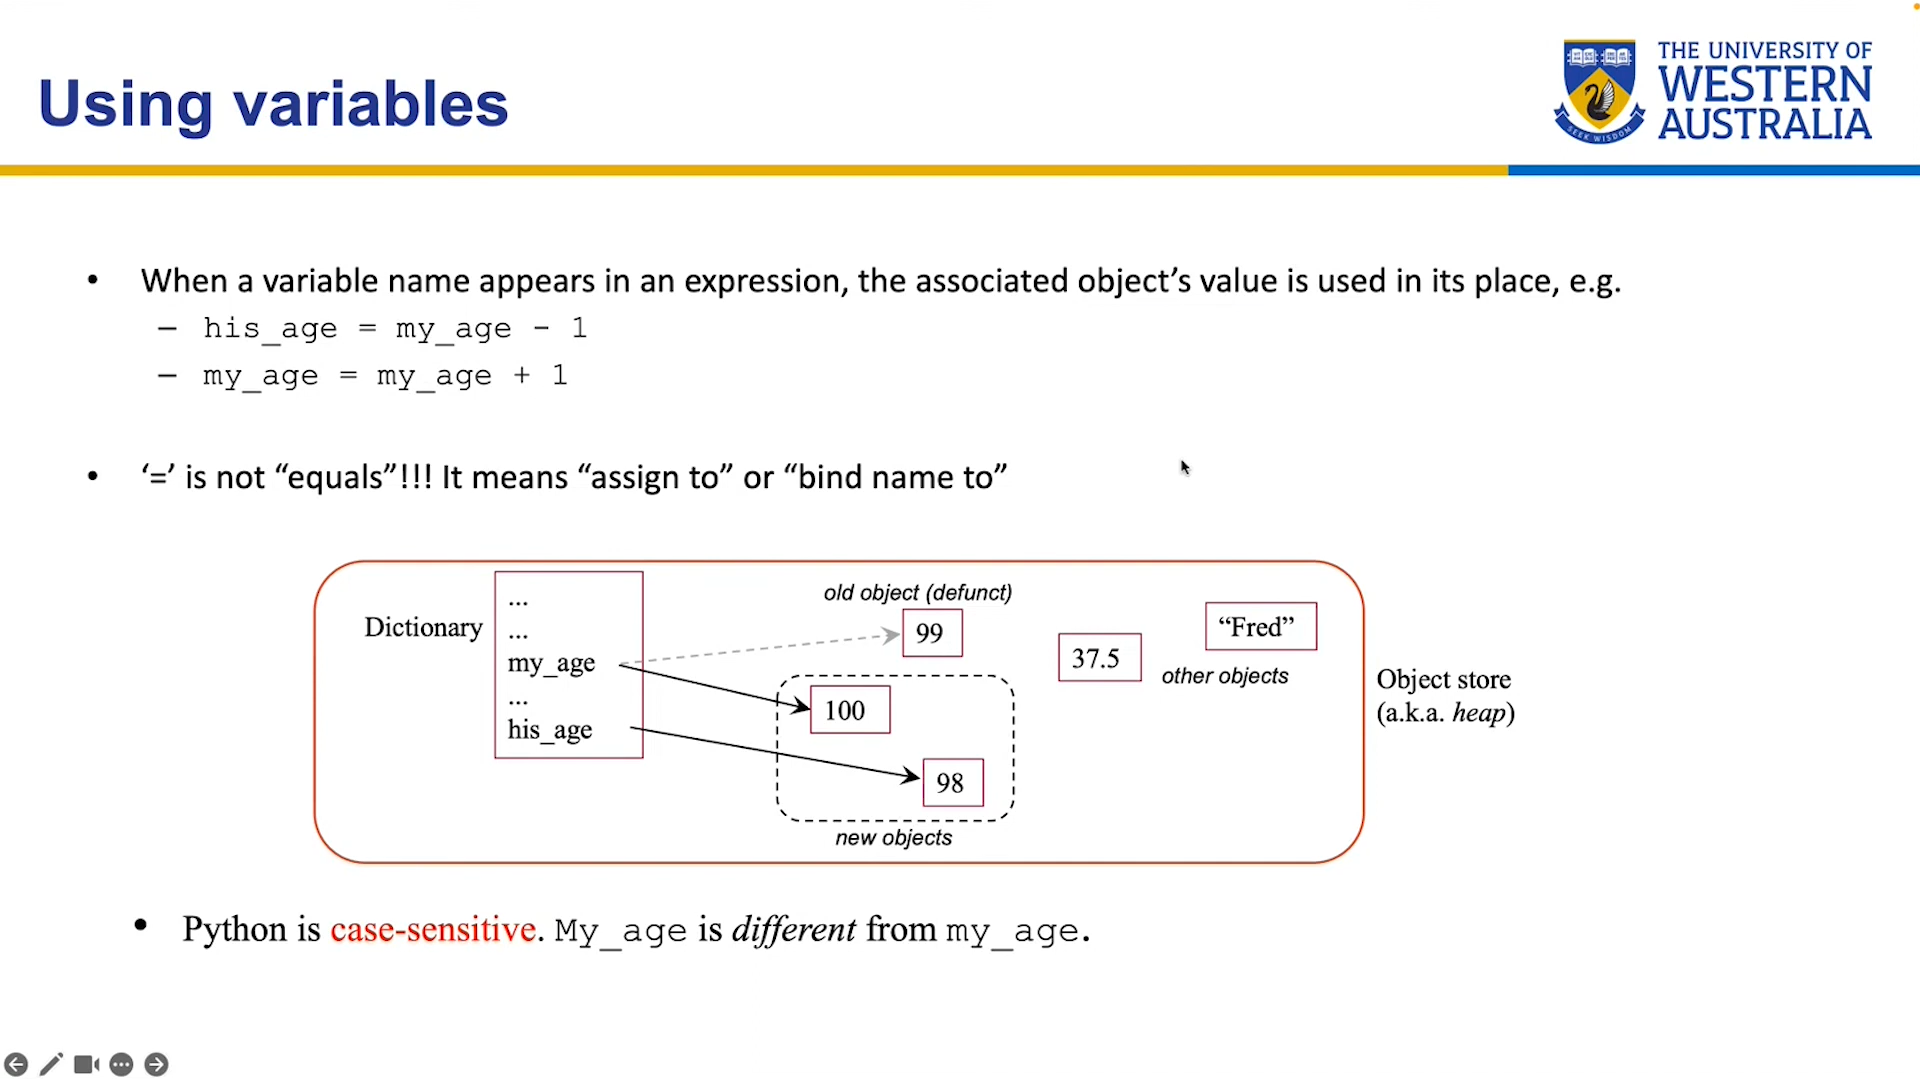 Using variables
THE UNIVERSITY OF
WESTERN
AUSTRALIA
SEEK WISDOM
• When a variable name appears in an expression, the associated object’s value is used in its place, e.g.
– his_age = my_age - 1
– my_age = my_age + 1
• ‘=’ is not “equals”!!! It means “assign to” or “bind name to”
Dictionary
...
...
my_age
...
his_age
old object (defunct)
99
100
98
new objects
37.5
“Fred”
other objects
Object store
(a.k.a. heap)
• Python is case-sensitive. My_age is different from my_age.